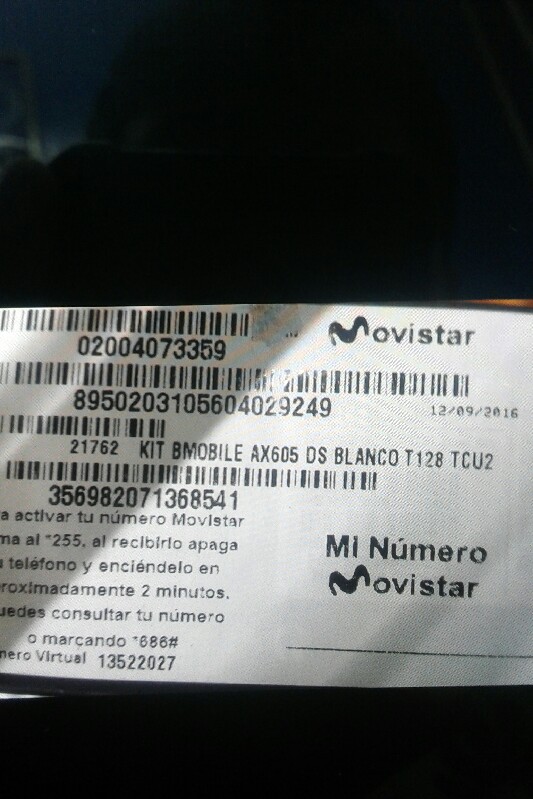 02004073359
Movistar
8950203105604029249
12/09/2016
21762 KIT BMOBILE AX605 DS BLANCO T128 TCU2
356982071368541
a activar tu número Movistar
ma al *255, al recibirlo apaga
u teléfono y enciéndelo en
roximadamente 2 minutos.
uedes consultar tu número
o marcando *686#
nero Virtual 13522027
Mi Número
Movistar